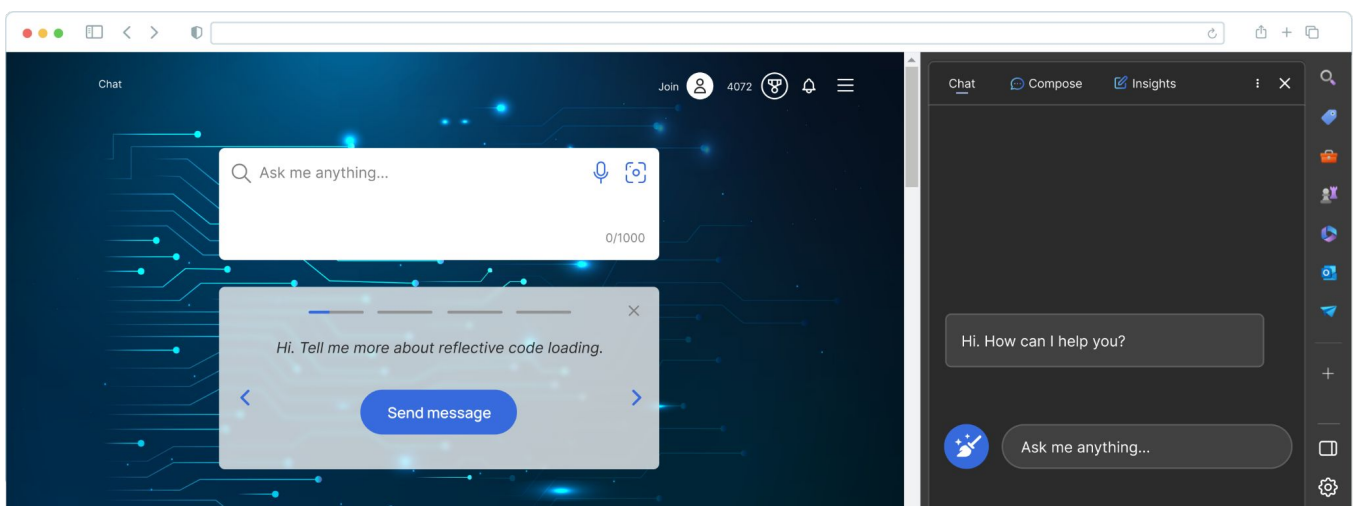 Chat
Join 4072
Ask me anything...
0/1000
Hi. Tell me more about reflective code loading.
Send message
Chat Compose Insights
Hi. How can I help you?
Ask me anything...